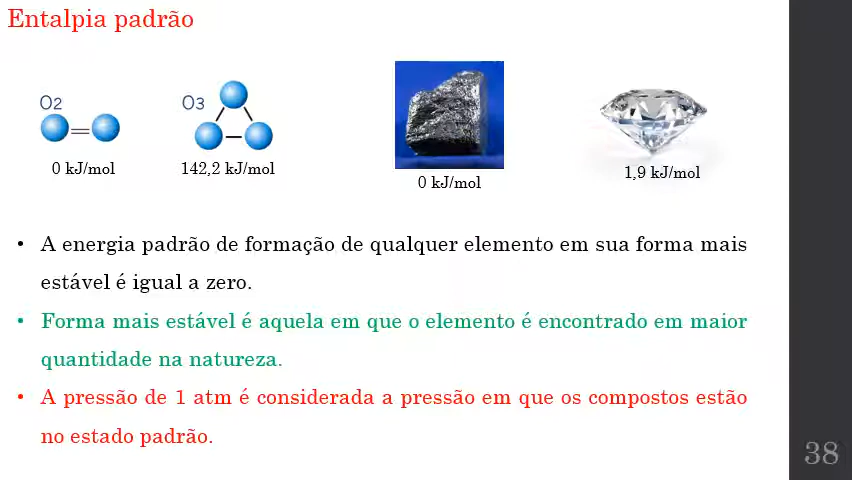 Entalpia padrão
O2
O3
0 kJ/mol
142,2 kJ/mol
0 kJ/mol
1,9 kJ/mol
• A energia padrão de formação de qualquer elemento em sua forma mais
estável é igual a zero.
• Forma mais estável é aquela em que o elemento é encontrado em maior
quantidade na natureza.
• A pressão de 1 atm é considerada a pressão em que os compostos estão
no estado padrão.
38